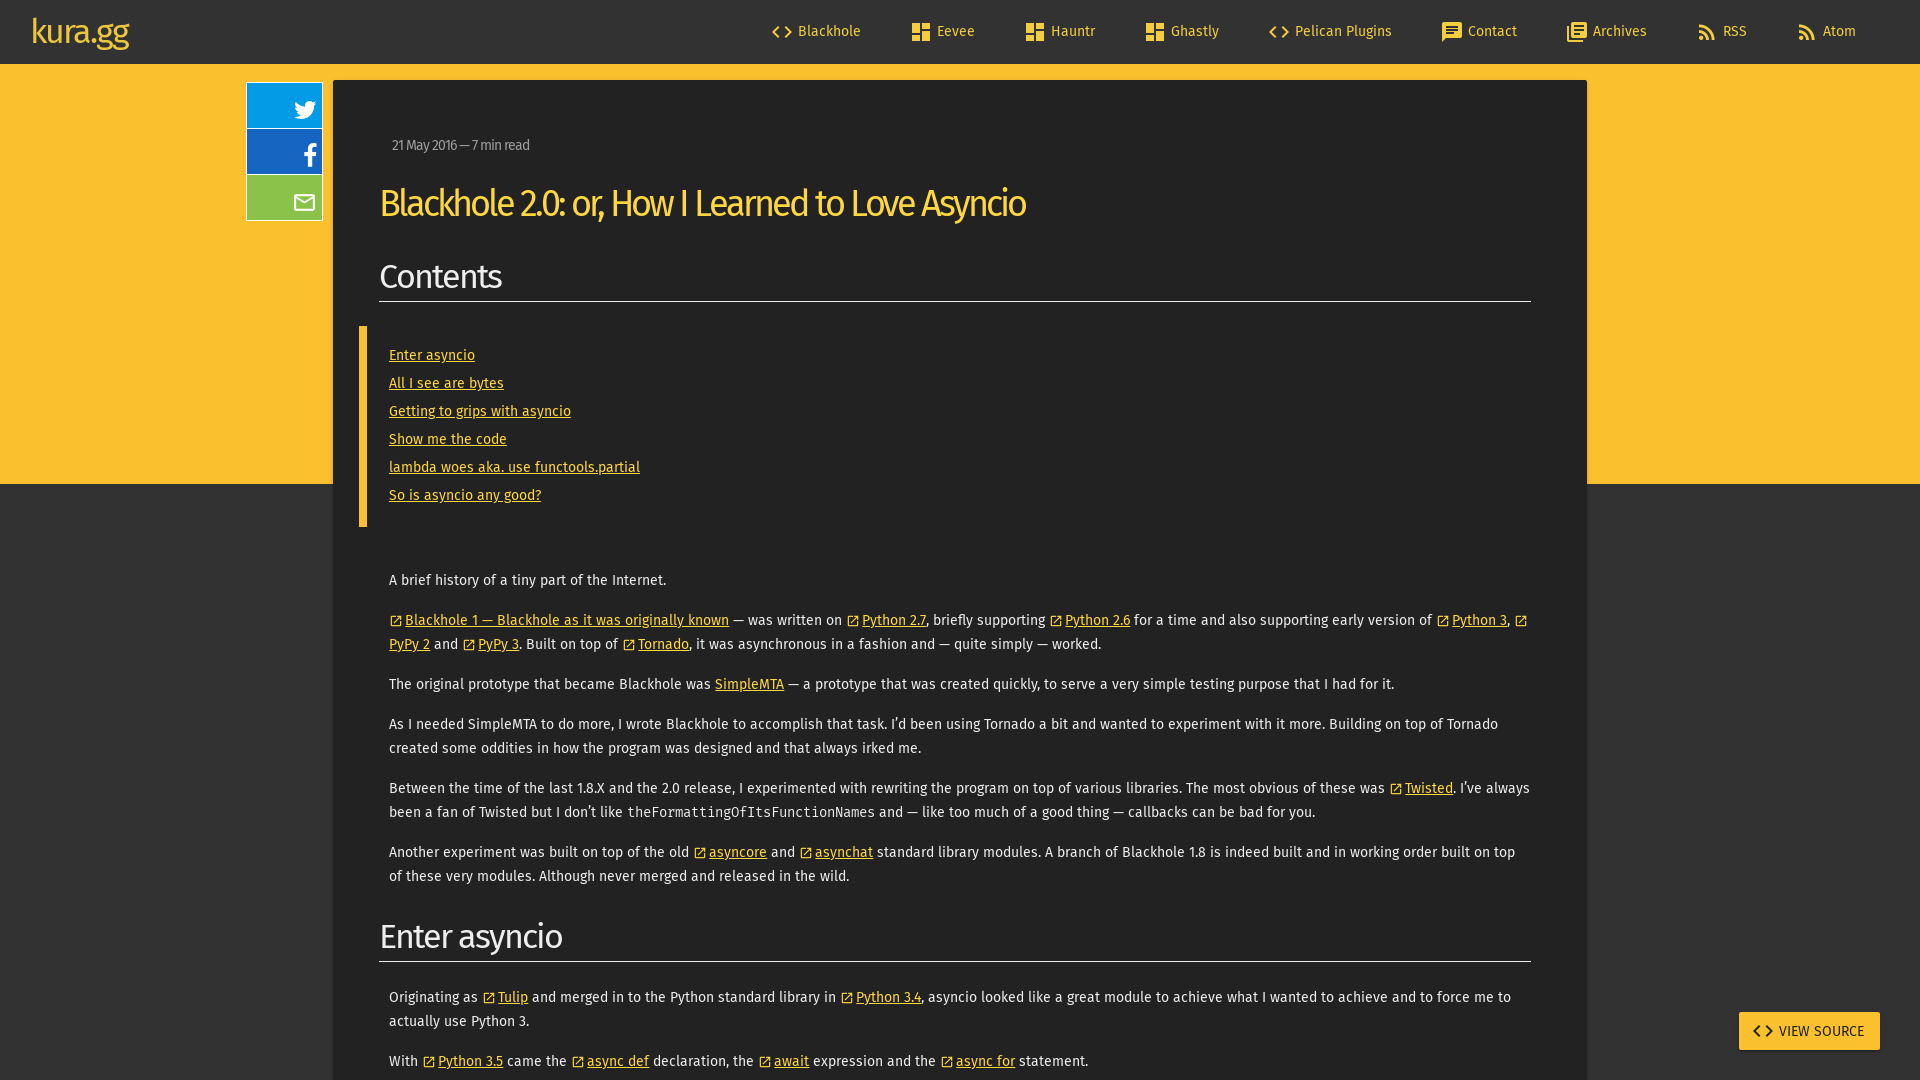 kura.gg
Blackhole
Eevee
Hauntr
Ghastly
Pelican Plugins
Contact
Archives
RSS
Atom
21 May 2016 — 7 min read
Blackhole 2.0: or, How I Learned to Love Asyncio
Contents
Enter asyncio
All I see are bytes
Getting to grips with asyncio
Show me the code
lambda woes aka. use functools.partial
So is asyncio any good?
A brief history of a tiny part of the Internet.
Blackhole 1 — Blackhole as it was originally known — was written on Python 2.7, briefly supporting Python 2.6 for a time and also supporting early version of Python 3,
PyPy 2 and PyPy 3. Built on top of Tornado, it was asynchronous in a fashion and — quite simply — worked.
The original prototype that became Blackhole was SimpleMTA — a prototype that was created quickly, to serve a very simple testing purpose that I had for it.
As I needed SimpleMTA to do more, I wrote Blackhole to accomplish that task. I’d been using Tornado a bit and wanted to experiment with it more. Building on top of Tornado
created some oddities in how the program was designed and that always irked me.
Between the time of the last 1.8.X and the 2.0 release, I experimented with rewriting the program on top of various libraries. The most obvious of these was Twisted. I’ve always
been a fan of Twisted but I don’t like theFormattingOfItsFunctionNames and — like too much of a good thing — callbacks can be bad for you.
Another experiment was built on top of the old asyncore and asynchat standard library modules. A branch of Blackhole 1.8 is indeed built and in working order built on top
of these very modules. Although never merged and released in the wild.
Enter asyncio
Originating as Tulip and merged in to the Python standard library in Python 3.4, asyncio looked like a great module to achieve what I wanted to achieve and to force me to
actually use Python 3.
VIEW SOURCE
With Python 3.5 came the async def declaration, the await expression and the async for statement.